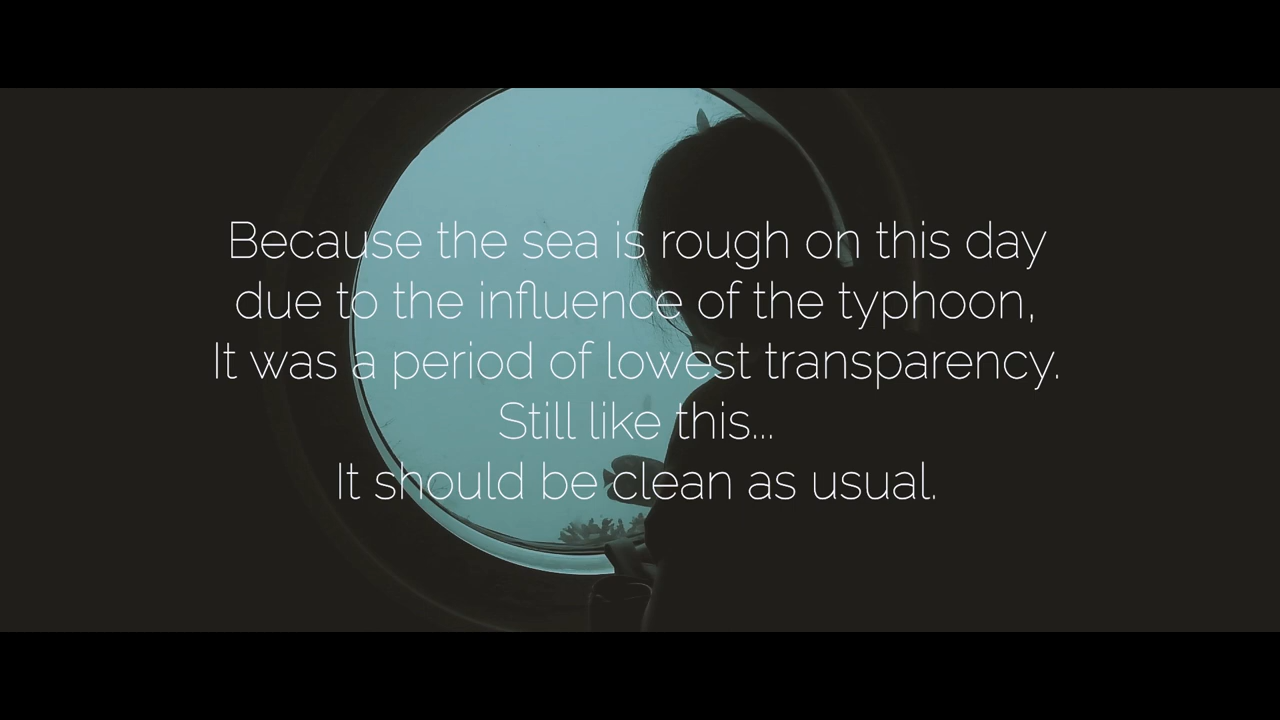 Because the sea is rough on this day
due to the influence of the typhoon,
It was a period of lowest transparency.
Still like this...
It should be clean as usual.